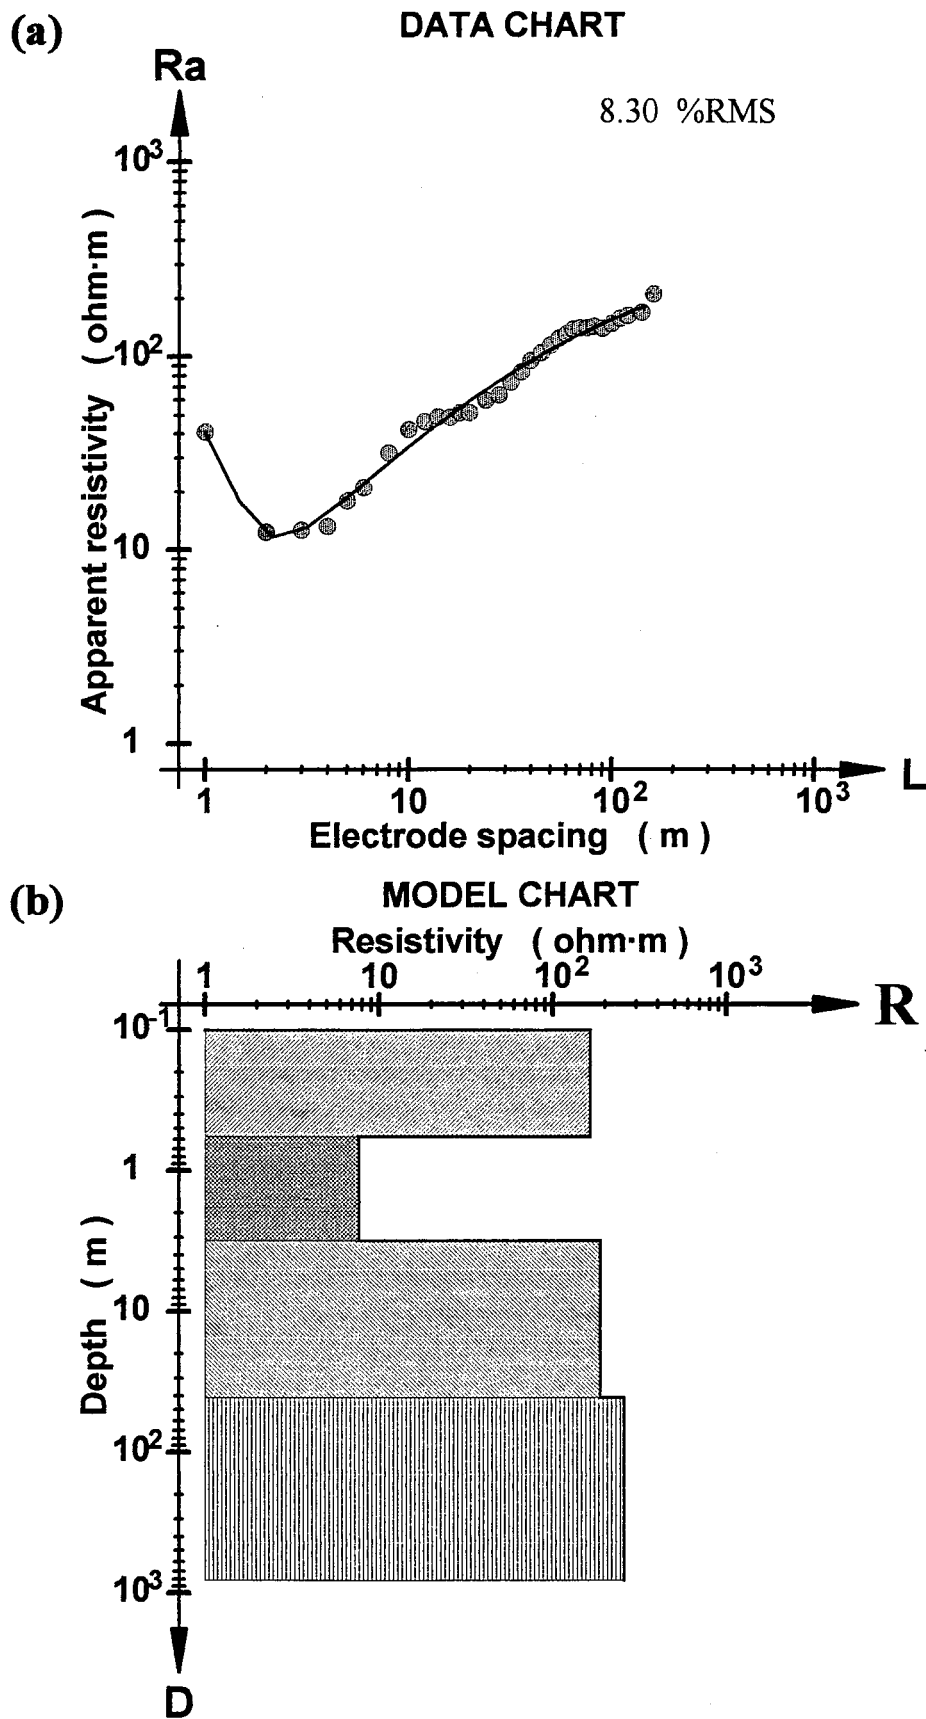 (a)
DATA CHART
Ra
8.30 %RMS
10³
10²
10
1
Apparent resistivity ( ohm·m )
1 10 10² 10³ L
Electrode spacing ( m )
(b)
MODEL CHART
Resistivity ( ohm·m )
1 10 10² 10³
R
10⁻¹
1
10
10²
10³
Depth ( m )
D